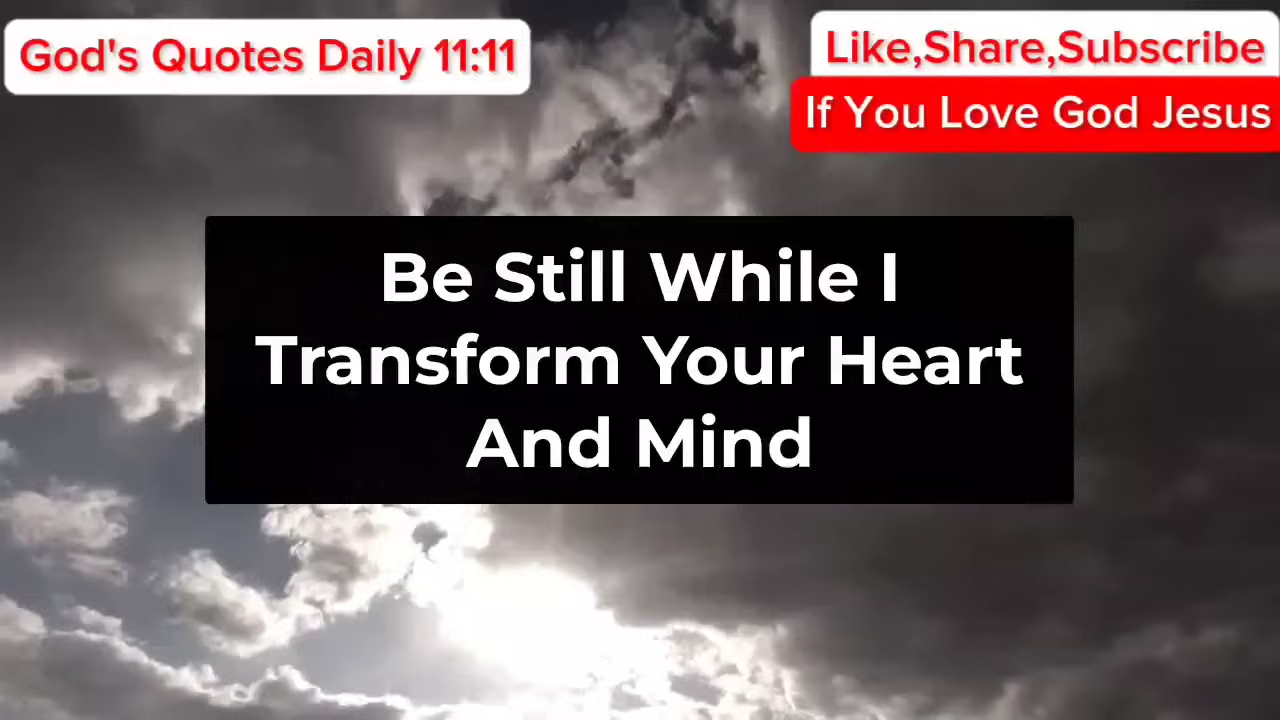 God's Quotes Daily 11:11
Like,Share,Subscribe
If You Love God Jesus
Be Still While I
Transform Your Heart
And Mind